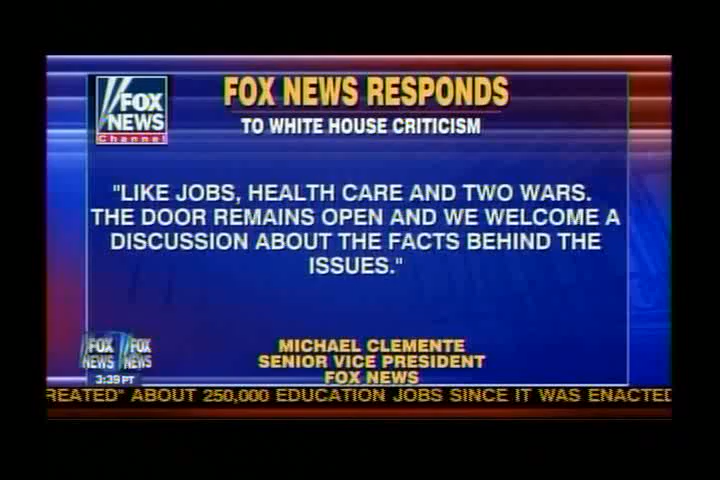 FOX
NEWS
Channel
FOX NEWS RESPONDS
TO WHITE HOUSE CRITICISM
"LIKE JOBS, HEALTH CARE AND TWO WARS.
THE DOOR REMAINS OPEN AND WE WELCOME A
DISCUSSION ABOUT THE FACTS BEHIND THE
ISSUES."
MICHAEL CLEMENTE
SENIOR VICE PRESIDENT
FOX NEWS
FOX FOX
NEWS NEWS
3:39 PT
REATED" ABOUT 250,000 EDUCATION JOBS SINCE IT WAS ENACTED